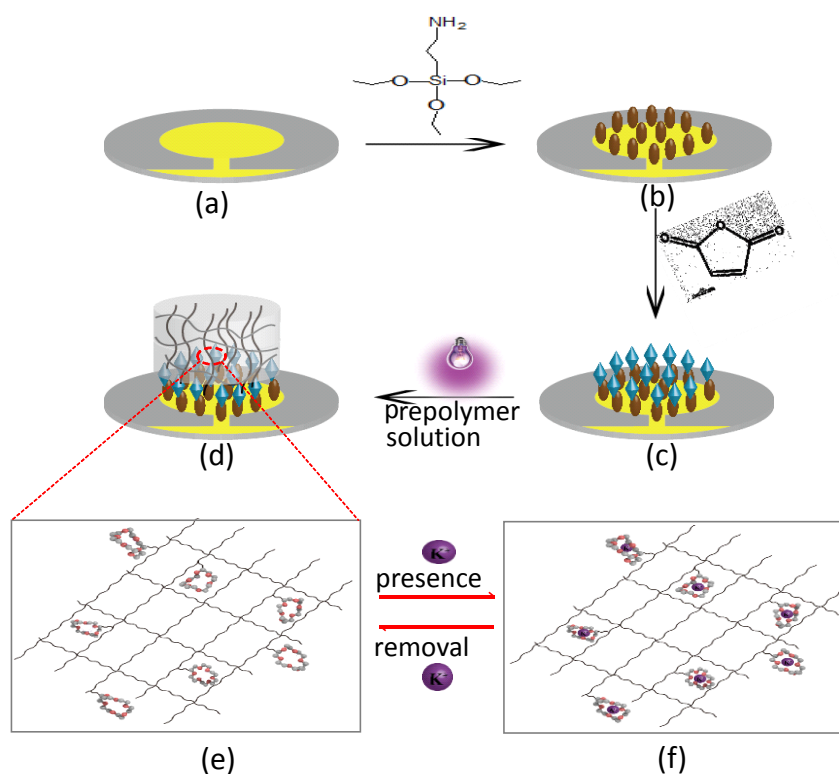 NH2
Si
O
O
O
(a)
(b)
O
O
O
(d)
prepolymer
solution
(c)
K+
presence
removal
K+
(e)
(f)